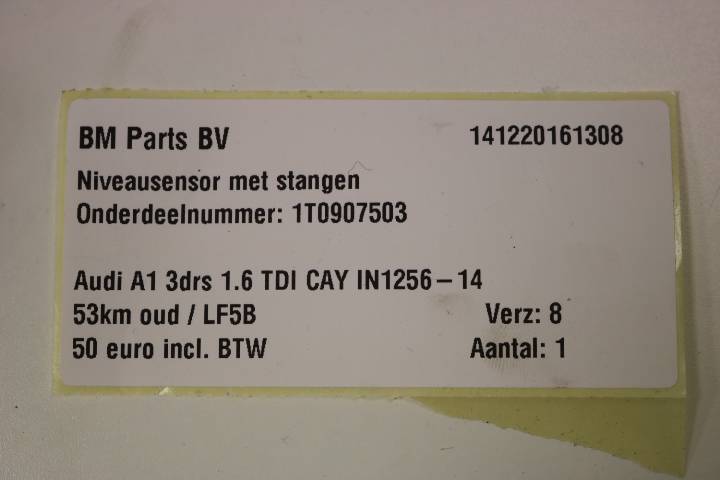 BM Parts BV 141220161308
Niveausensor met stangen
Onderdeelnummer: 1T0907503
Audi A1 3drs 1.6 TDI CAY IN1256-14
53km oud / LF5B Verz: 8
50 euro incl. BTW Aantal: 1